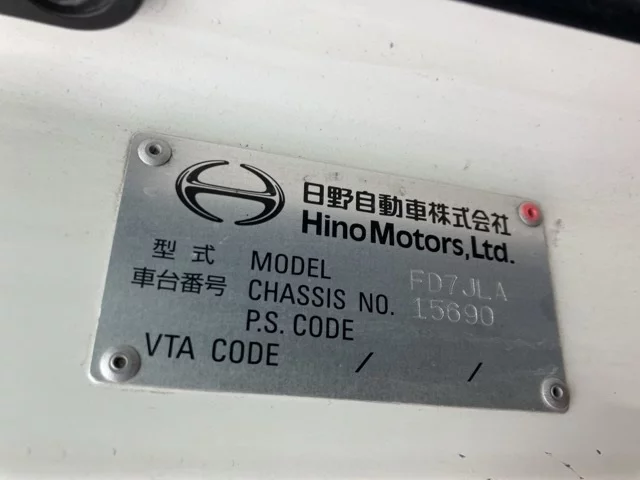 日野自動車株式会社
Hino Motors, Ltd.
型式 MODEL FD7JLA
車台番号 CHASSIS NO. 15690
P.S. CODE
VTA CODE / /